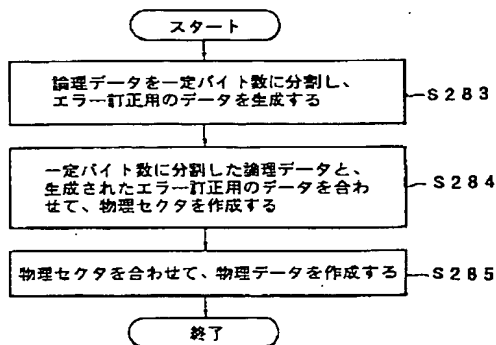 スタート
論理データを一定バイト数に分割し、
エラー訂正用のデータを生成する
S283
一定バイト数に分割した論理データと、
生成されたエラー訂正用のデータを合わ
せて、物理セクタを作成する
S284
物理セクタを合わせて、物理データを作成する
S285
終了